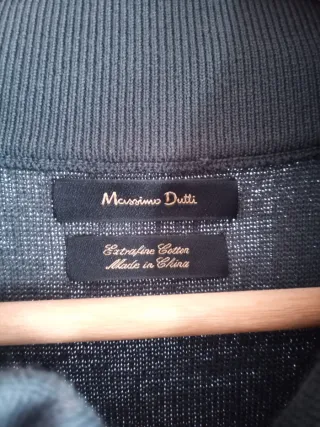 Massimo Dutti
Extrafine Cotton
Made in China